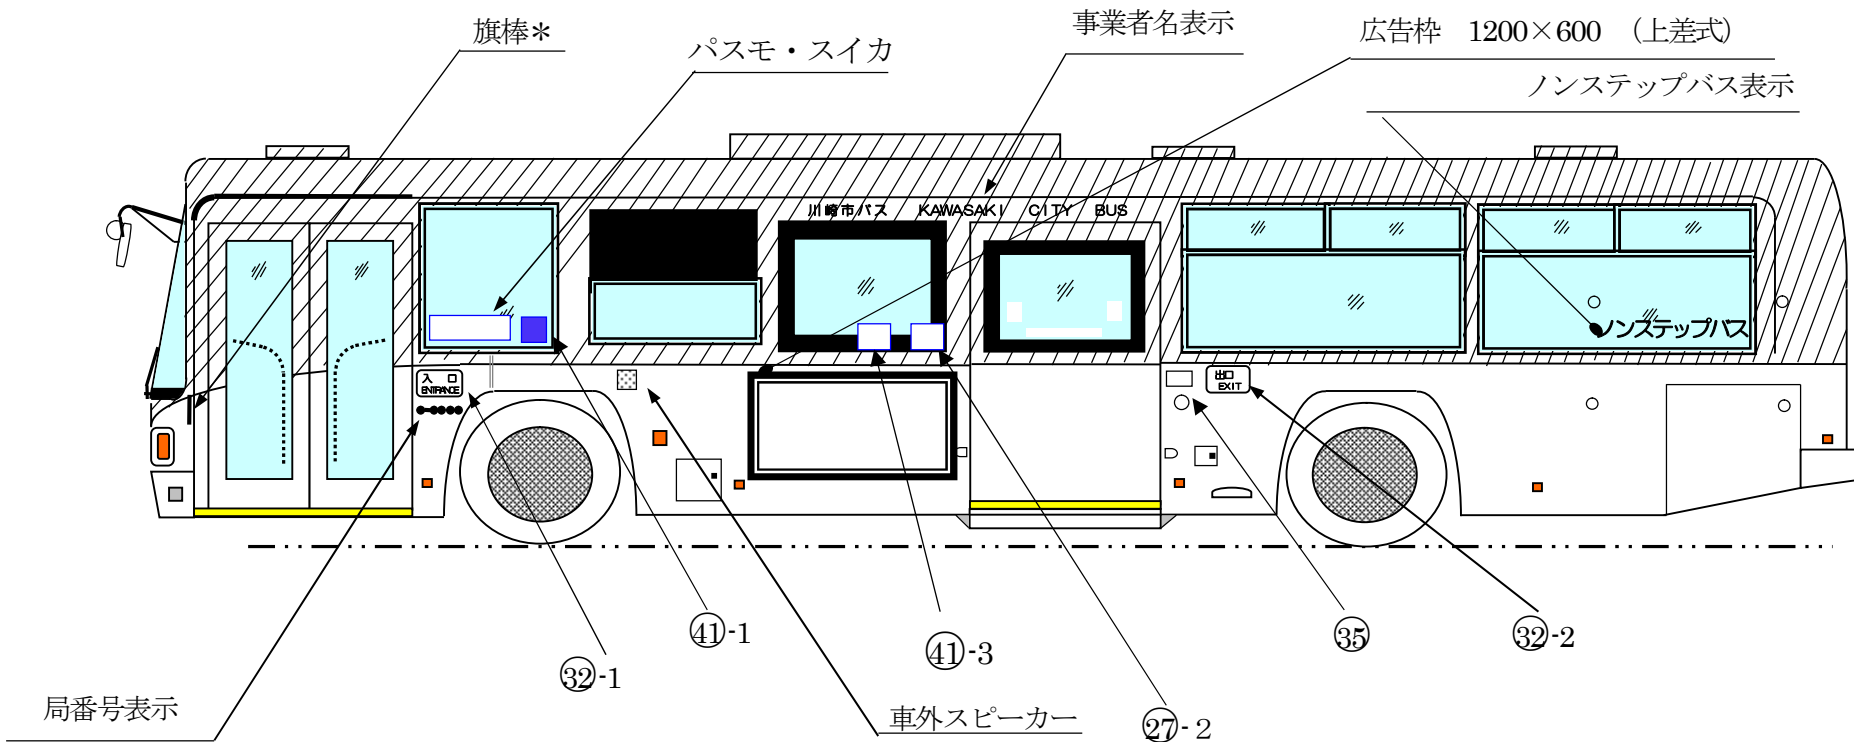 旗棒＊
パスモ・スイカ
事業者名表示
広告枠　1200×600　（上差式）
ノンステップバス表示
川崎市バス　KAWASAKI　CITY　BUS
ノンステップバス
入口
ENTRANCE
出口
EXIT
㊶-1
㊶-3
㉟
㉜-2
㉜-1
局番号表示
車外スピーカー
㉗-２